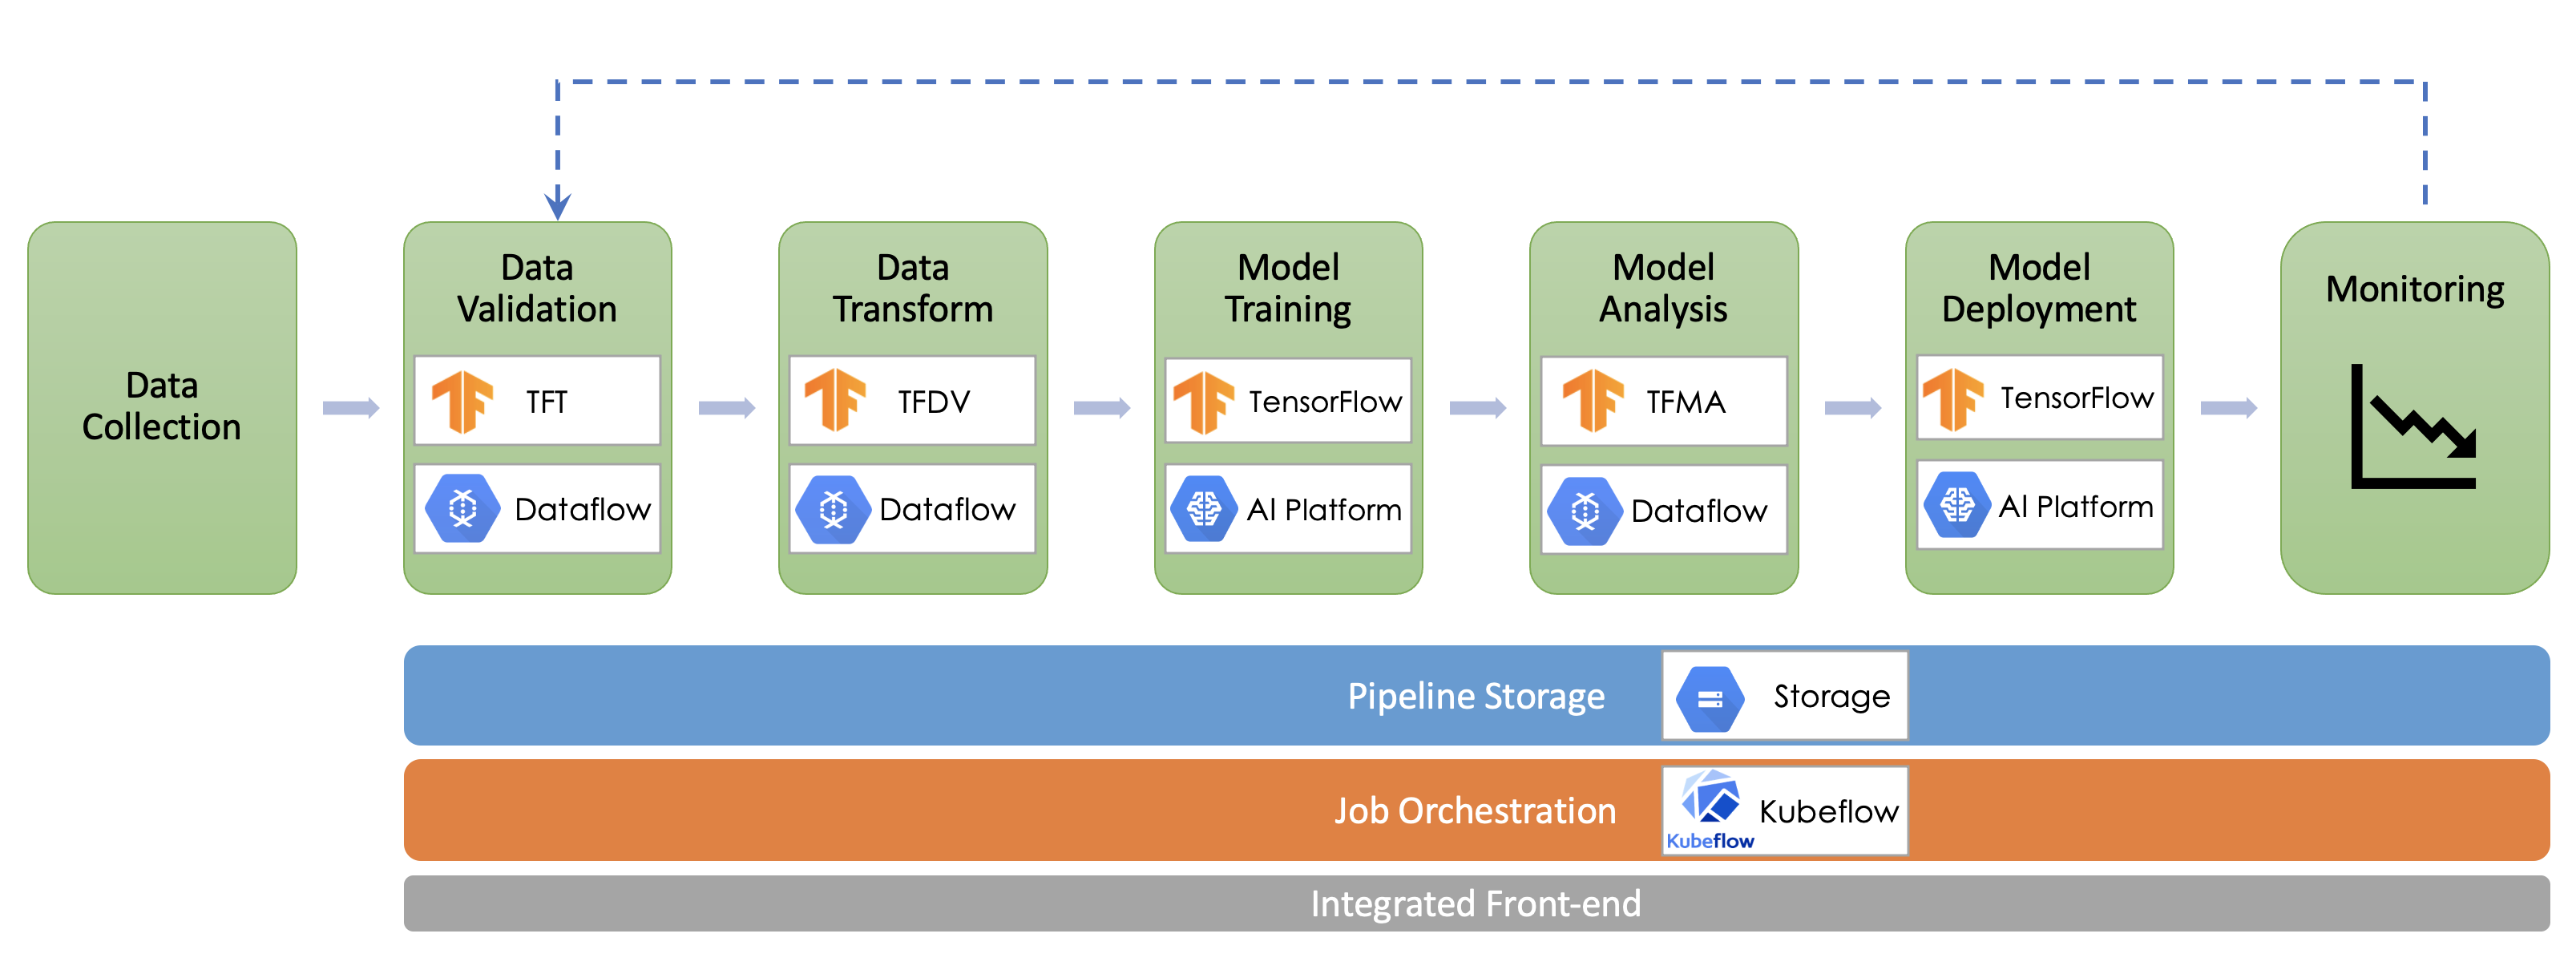 Data
Collection
Data
Validation
TFT
Dataflow
Data
Transform
TFDV
Dataflow
Model
Training
TensorFlow
AI Platform
Model
Analysis
TFMA
Dataflow
Model
Deployment
TensorFlow
AI Platform
Monitoring
Pipeline Storage
Storage
Job Orchestration
Kubeflow
Kubeflow
Integrated Front-end